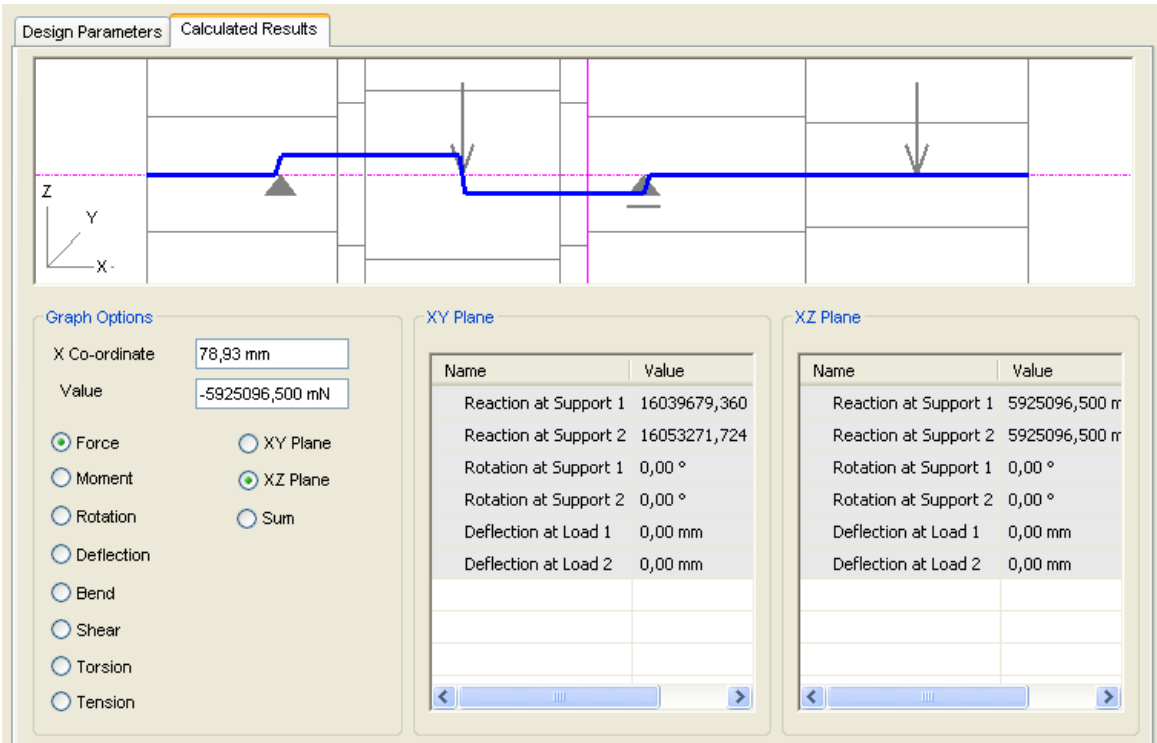 Design Parameters Calculated Results
Z
Y
X
Graph Options
X Co-ordinate 78,93 mm
Value -5925096,500 mN
Force XY Plane
Moment XZ Plane
Rotation Sum
Deflection
Bend
Shear
Torsion
Tension
XY Plane
Name Value
Reaction at Support 1 16039679,360
Reaction at Support 2 16053271,724
Rotation at Support 1 0,00 °
Rotation at Support 2 0,00 °
Deflection at Load 1 0,00 mm
Deflection at Load 2 0,00 mm
XZ Plane
Name Value
Reaction at Support 1 5925096,500 m
Reaction at Support 2 5925096,500 m
Rotation at Support 1 0,00 °
Rotation at Support 2 0,00 °
Deflection at Load 1 0,00 mm
Deflection at Load 2 0,00 mm